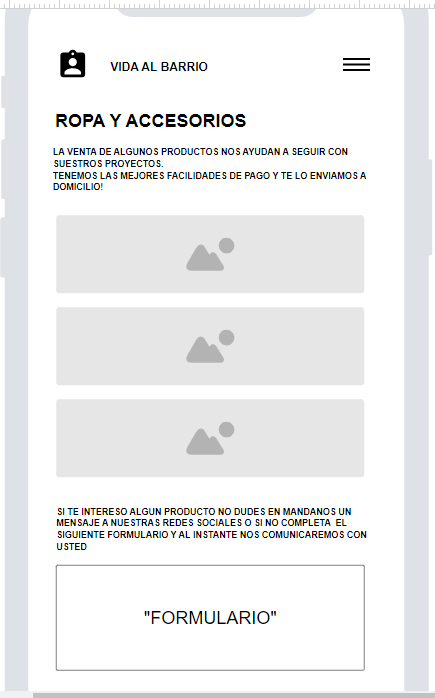 VIDA AL BARRIO
ROPA Y ACCESORIOS
LA VENTA DE ALGUNOS PRODUCTOS NOS AYUDAN A SEGUIR CON
SUESTROS PROYECTOS.
TENEMOS LAS MEJORES FACILIDADES DE PAGO Y TE LO ENVIAMOS A
DOMICILIO!
SI TE INTERESO ALGUN PRODUCTO NO DUDES EN MANDANOS UN
MENSAJE A NUESTRAS REDES SOCIALES O SI NO COMPLETA EL
SIGUIENTE FORMULARIO Y AL INSTANTE NOS COMUNICAREMOS CON
USTED
"FORMULARIO"